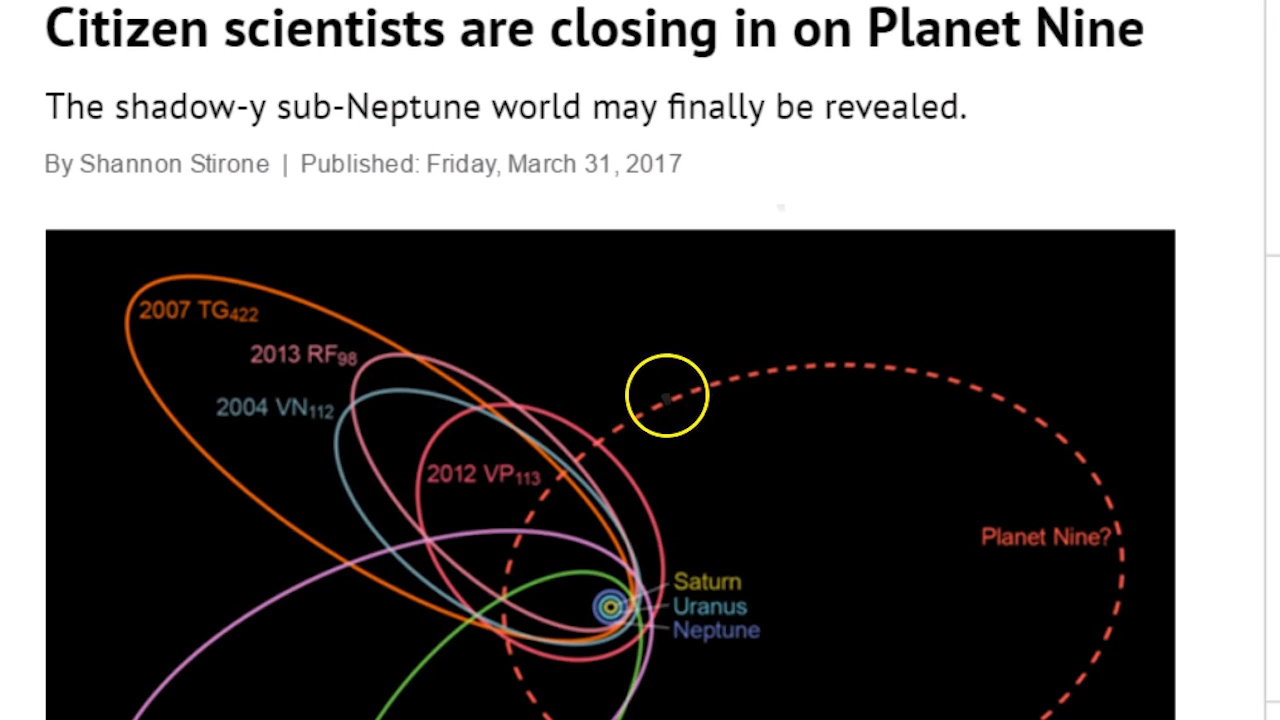 Citizen scientists are closing in on Planet Nine
The shadow-y sub-Neptune world may finally be revealed.
By Shannon Stirone | Published: Friday, March 31, 2017
2007 TG422
2013 RF98
2004 VN112
2012 VP113
Planet Nine?
Saturn
Uranus
Neptune